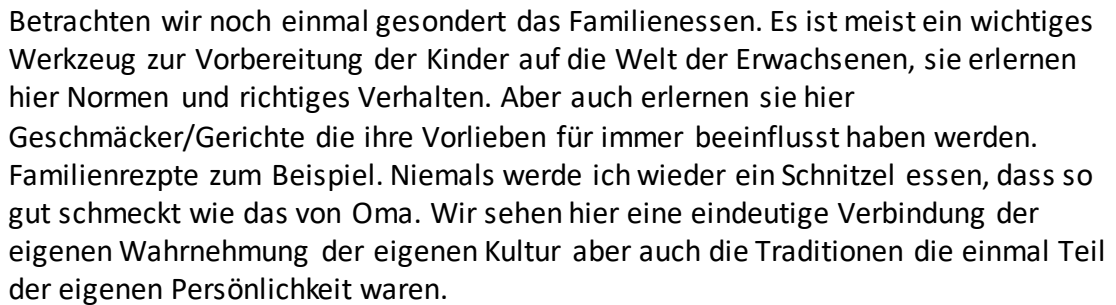 Betrachten wir noch einmal gesondert das Familienessen. Es ist meist ein wichtiges
Werkzeug zur Vorbereitung der Kinder auf die Welt der Erwachsenen, sie erlernen
hier Normen und richtiges Verhalten. Aber auch erlernen sie hier
Geschmäcker/Gerichte die ihre Vorlieben für immer beeinflusst haben werden.
Familienrezpte zum Beispiel. Niemals werde ich wieder ein Schnitzel essen, dass so
gut schmeckt wie das von Oma. Wir sehen hier eine eindeutige Verbindung der
eigenen Wahrnehmung der eigenen Kultur aber auch die Traditionen die einmal Teil
der eigenen Persönlichkeit waren.